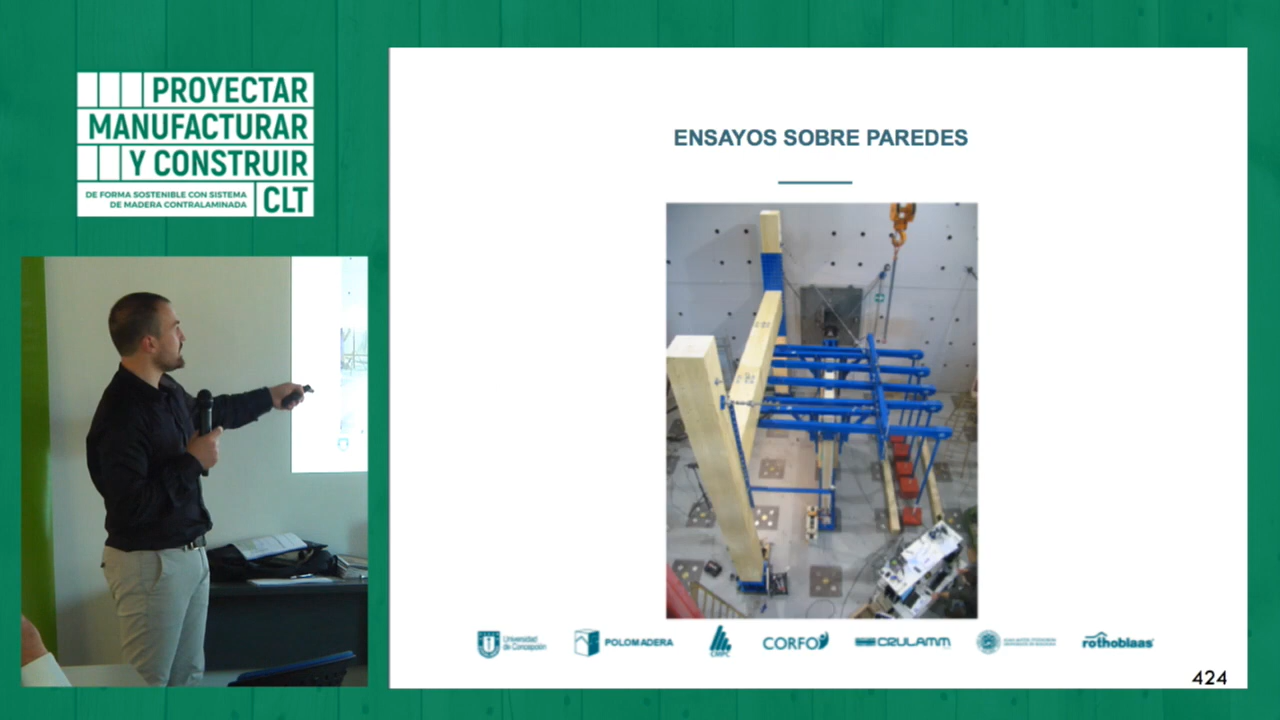 PROYECTAR
MANUFACTURAR
Y CONSTRUIR
DE FORMA SOSTENIBLE CON SISTEMA
DE MADERA CONTRALAMINADA
CLT
ENSAYOS SOBRE PAREDES
Universidad
de Concepción
POLOMADERA
CMPC
CORFO
CRULAMM
rothoblaas
424